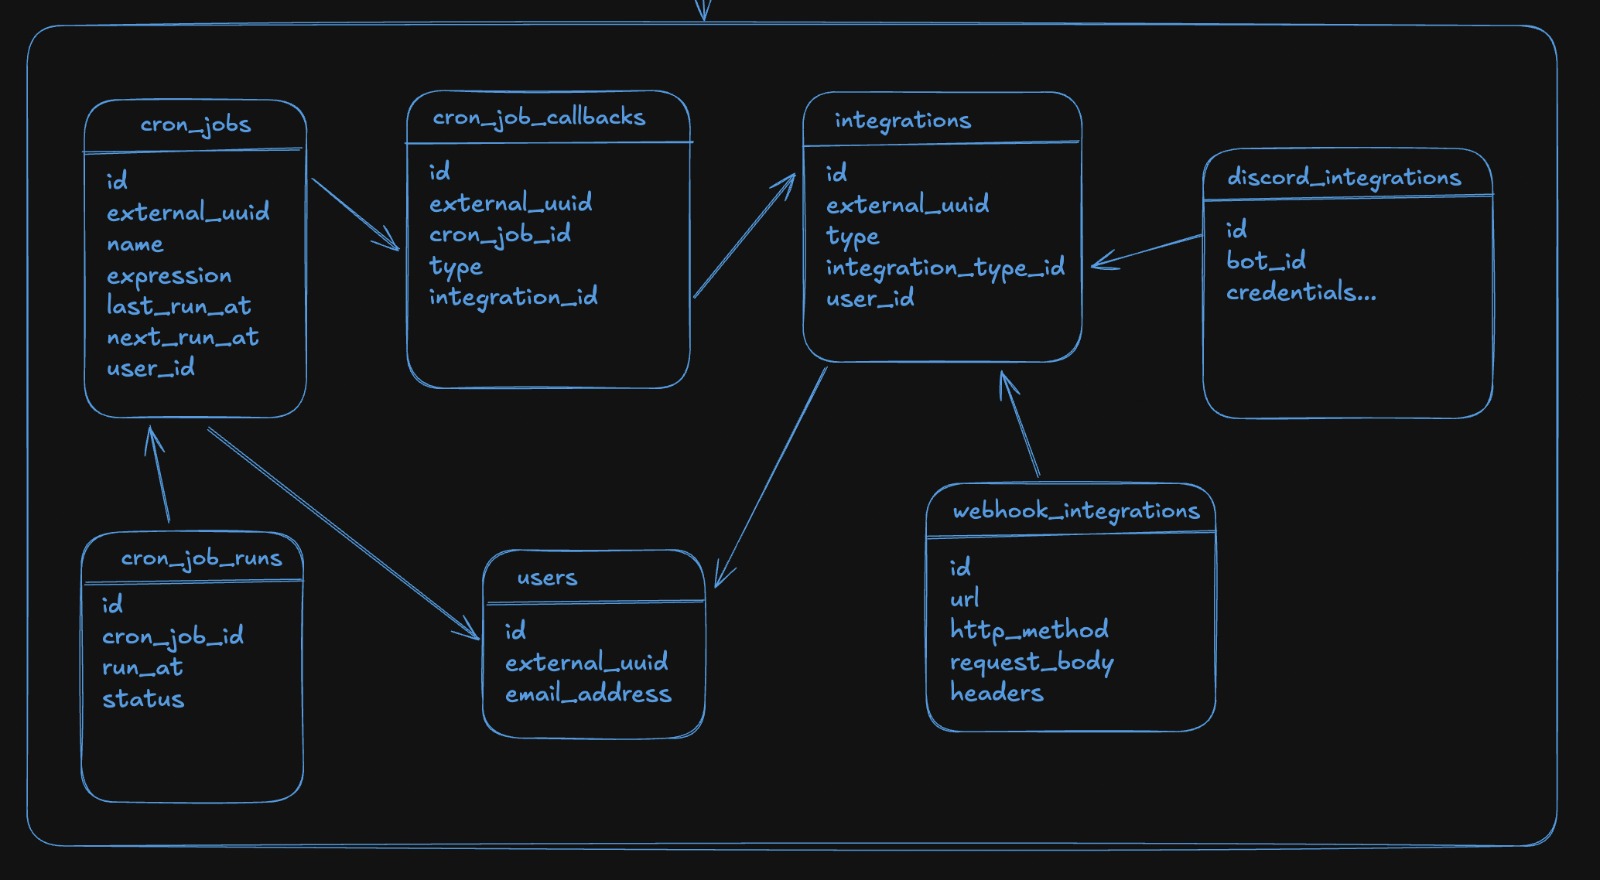 cron_jobs
id
external_uuid
name
expression
last_run_at
next_run_at
user_id
cron_job_callbacks
id
external_uuid
cron_job_id
type
integration_id
integrations
id
external_uuid
type
integration_type_id
user_id
discord_integrations
id
bot_id
credentials...
cron_job_runs
id
cron_job_id
run_at
status
users
id
external_uuid
email_address
webhook_integrations
id
url
http_method
request_body
headers